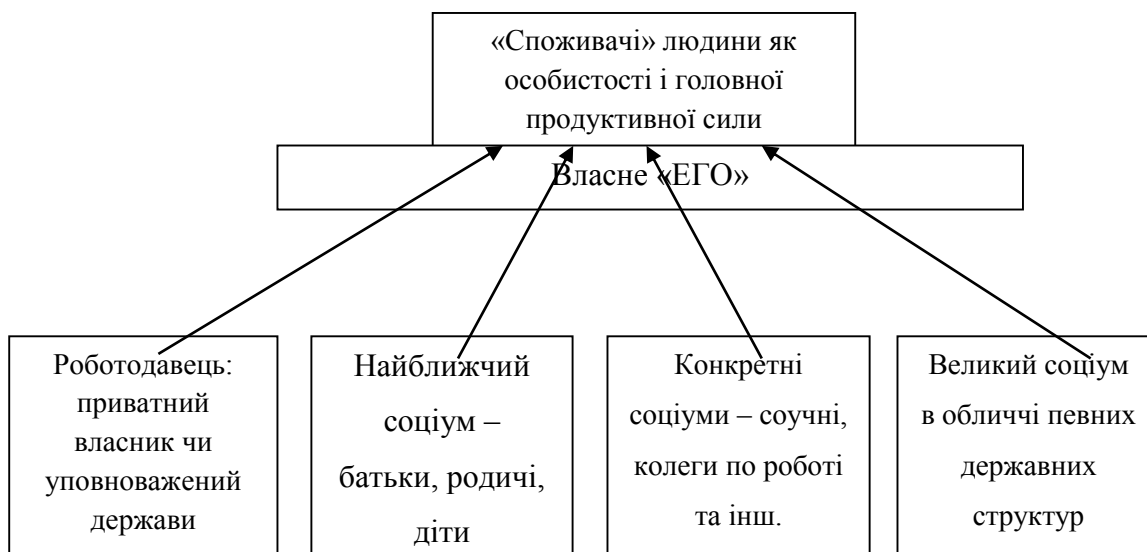 «Споживачі» людини як
особистості і головної
продуктивної сили
Власне «ЕГО»
Роботодавець:
приватний
власник чи
уповноважений
держави
Найближчий
соціум –
батьки, родичі,
діти
Конкретні
соціуми – соучні,
колеги по роботі
та інш.
Великий соціум
в обличчі певних
державних
структур